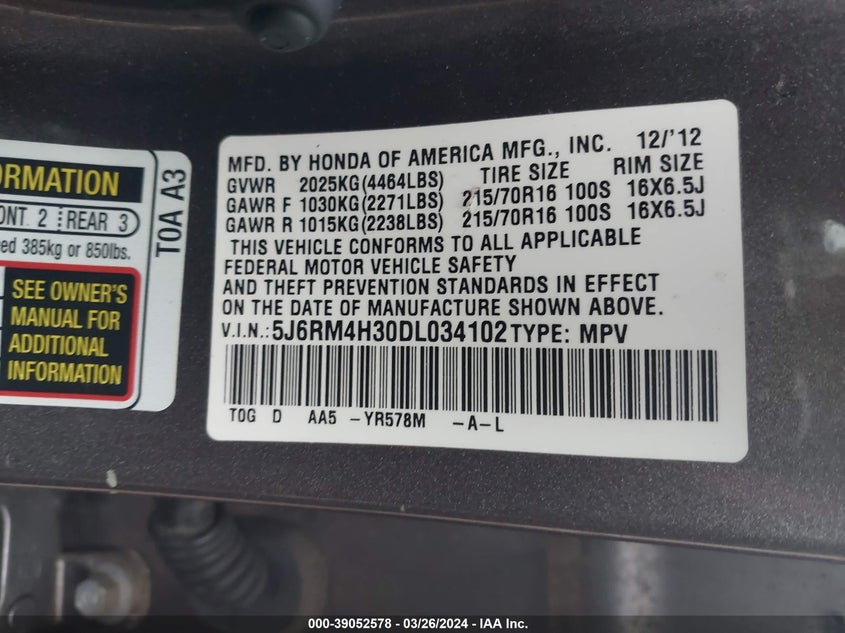 ORMATION
ONT. 2 REAR 3
ed 385kg or 850lbs.
SEE OWNER'S
MANUAL FOR
ADDITIONAL
INFORMATION
T0A A3
MFD. BY HONDA OF AMERICA MFG., INC. 12/'12
GVWR 2025KG(4464LBS) TIRE SIZE RIM SIZE
GAWR F 1030KG(2271LBS) 215/70R16 100S 16X6.5J
GAWR R 1015KG(2238LBS) 215/70R16 100S 16X6.5J
THIS VEHICLE CONFORMS TO ALL APPLICABLE
FEDERAL MOTOR VEHICLE SAFETY
AND THEFT PREVENTION STANDARDS IN EFFECT
ON THE DATE OF MANUFACTURE SHOWN ABOVE.
V.I.N.: 5J6RM4H30DL034102 TYPE: MPV
T0G D AA5 -YR578M -A-L
000-39052578 - 03/26/2024 - IAA Inc.